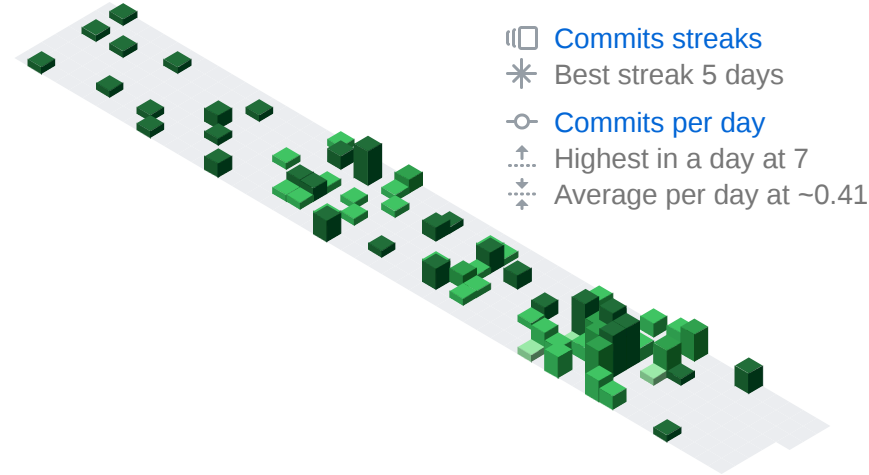 Commits streaks
Best streak 5 days
Commits per day
Highest in a day at 7
Average per day at ~0.41